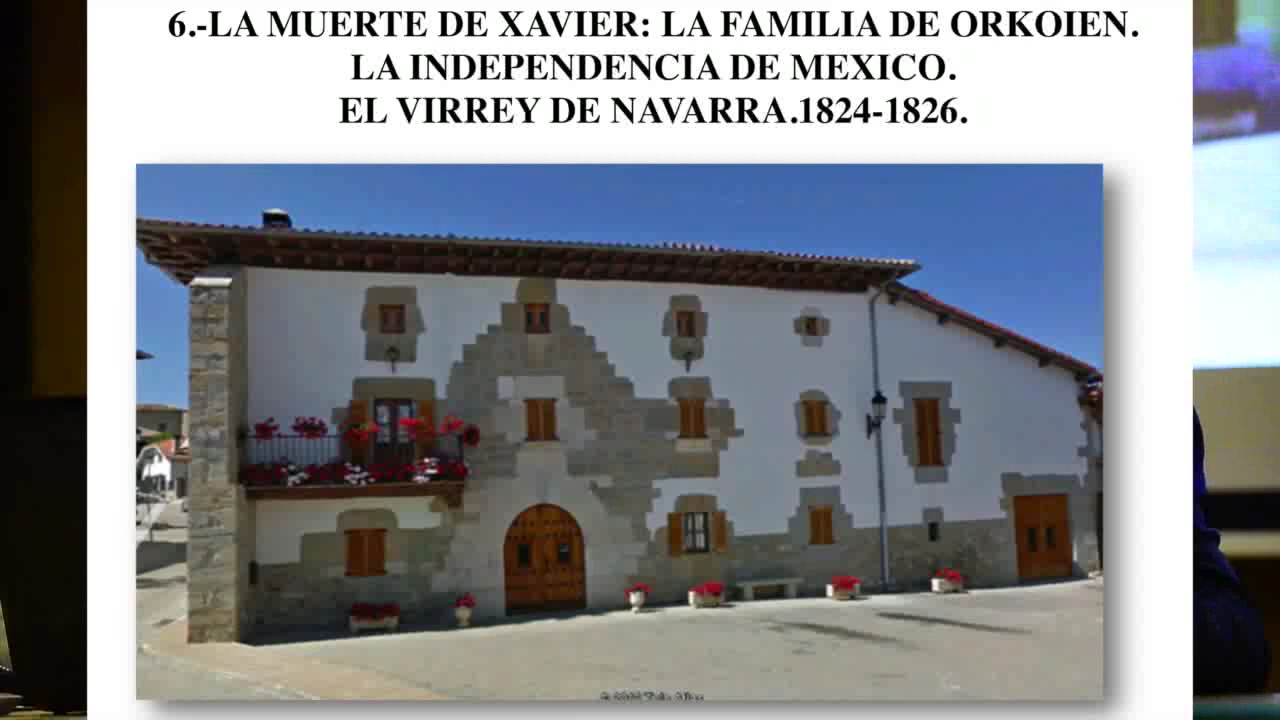 6.-LA MUERTE DE XAVIER: LA FAMILIA DE ORKOIEN.
LA INDEPENDENCIA DE MEXICO.
EL VIRREY DE NAVARRA.1824-1826.